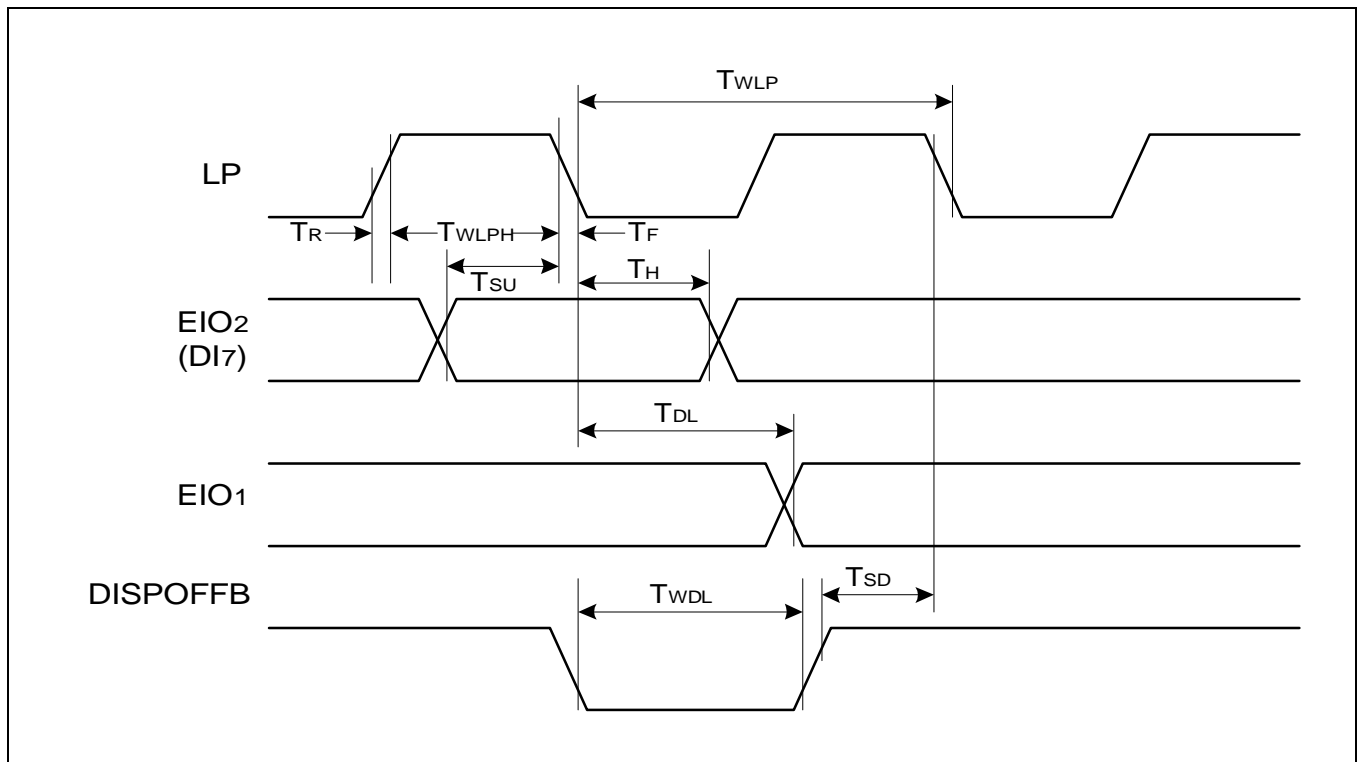 TWLP
LP
TR
TWLPH
TF
TSU
TH
EIO2
(DI7)
TDL
EIO1
DISPOFFB
TWDL
TSD